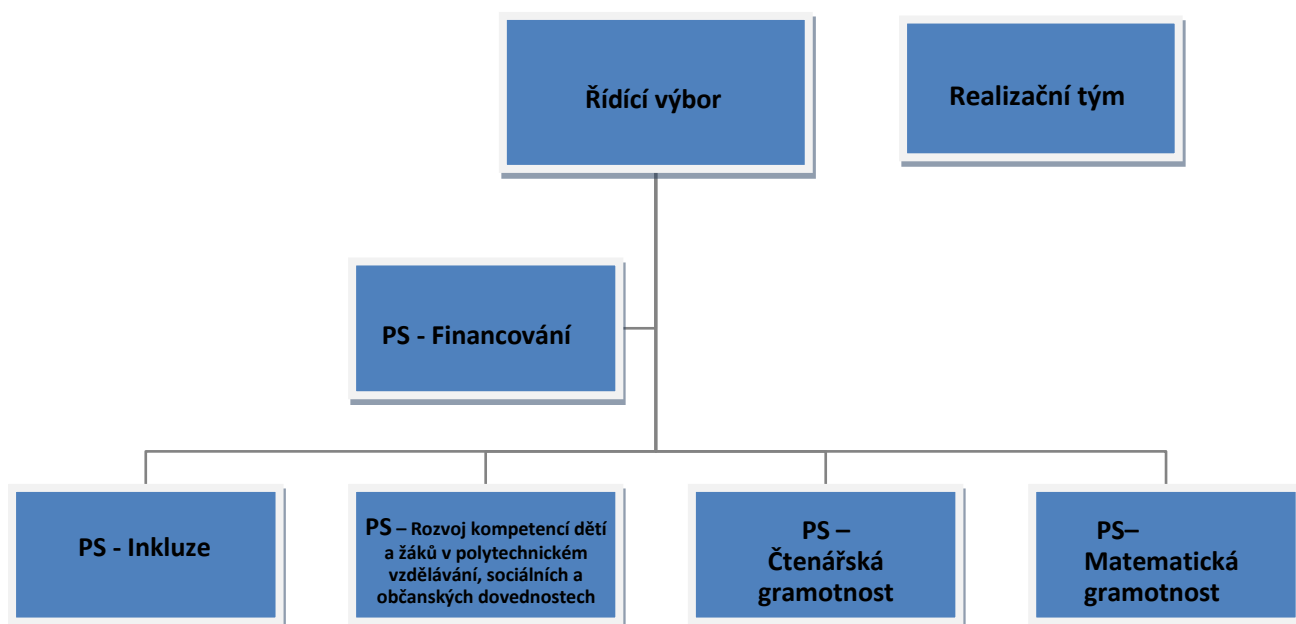 Řídící výbor
Realizační tým
PS - Financování
PS - Inkluze
PS – Rozvoj kompetencí dětí
a žáků v polytechnickém
vzdělávání, sociálních a
občanských dovednostech
PS –
Čtenářská
gramotnost
PS–
Matematická
gramotnost